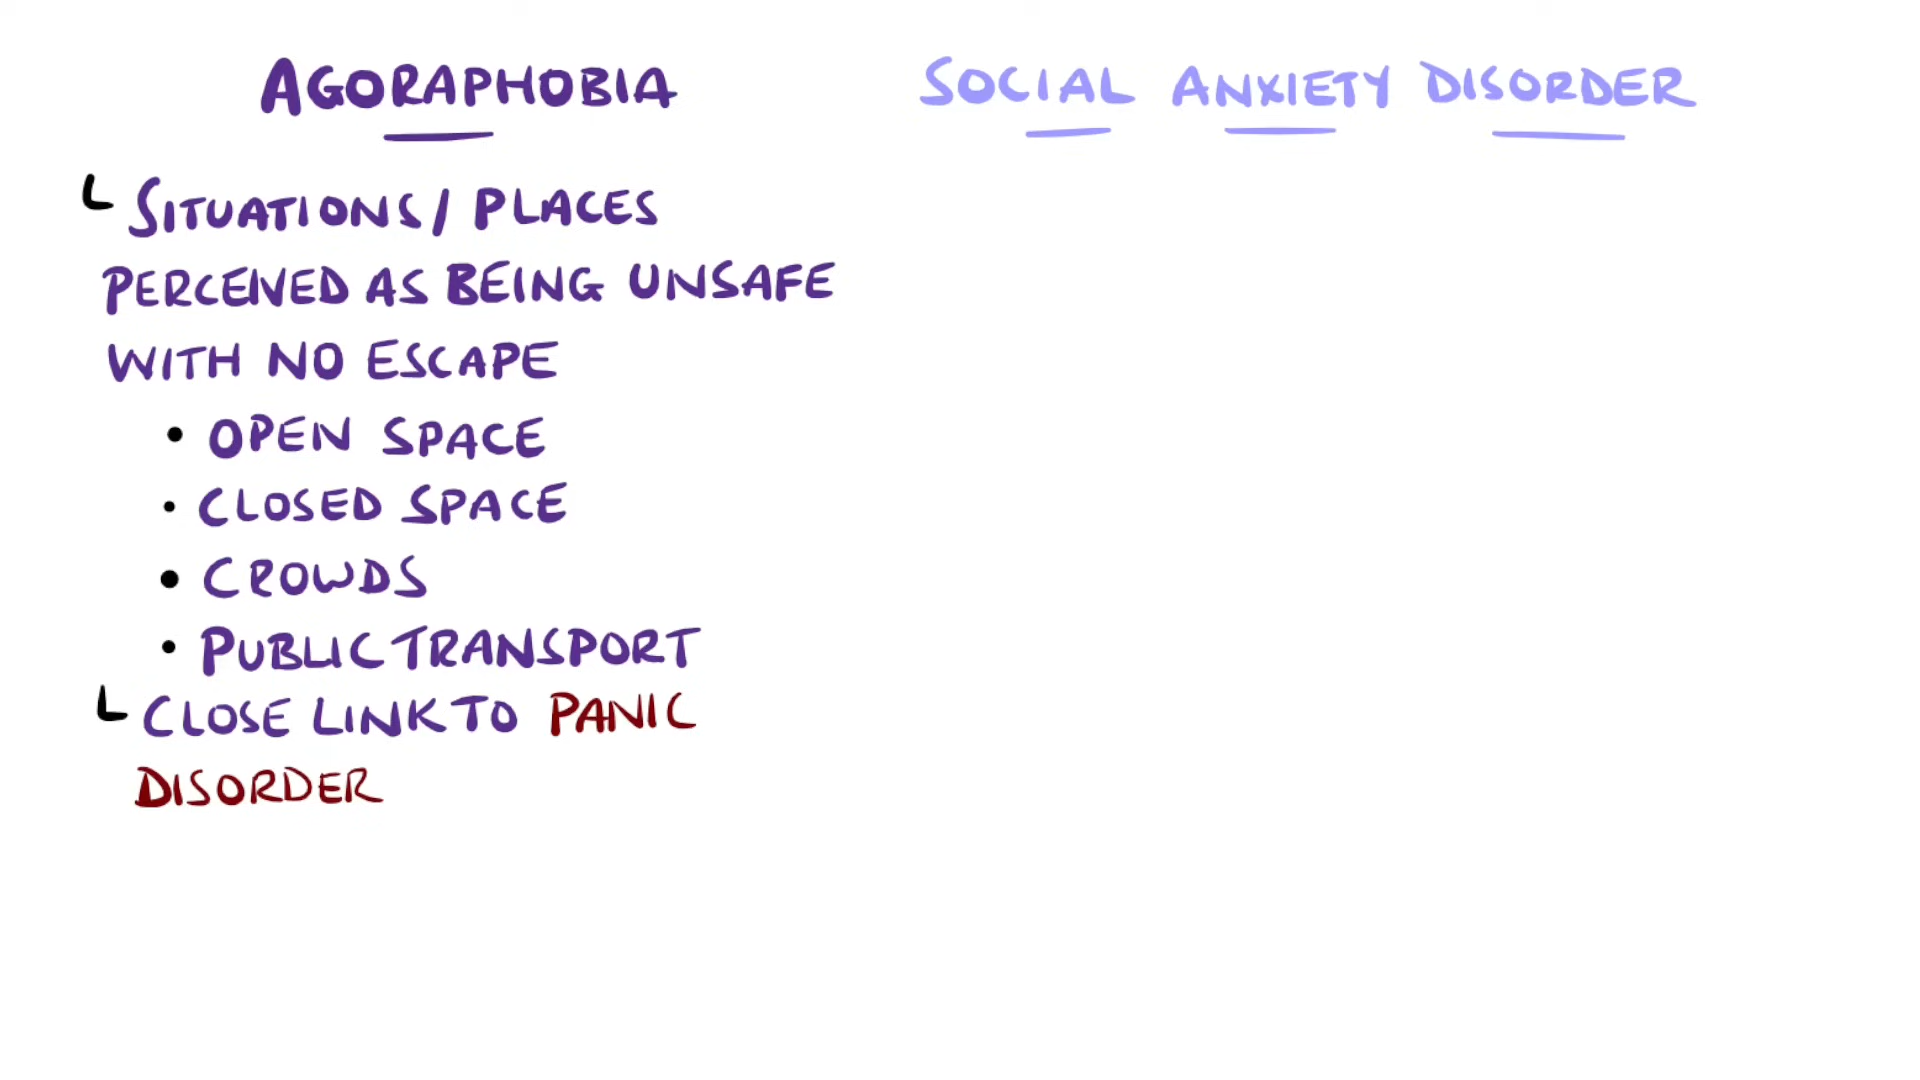 AGORAPHOBIA
SITUATIONS/ PLACES
PERCEIVED AS BEING UNSAFE
WITH NO ESCAPE
• OPEN SPACE
• CLOSED SPACE
• CROWDS
• PUBLIC TRANSPORT
CLOSE LINK TO PANIC
DISORDER
SOCIAL ANXIETY DISORDER